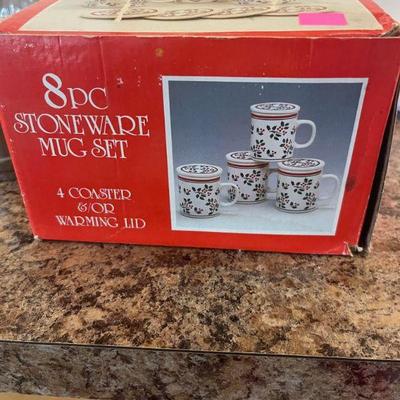 8PC
STONEWARE
MUG SET
4 COASTER
&/OR
WARMING LID